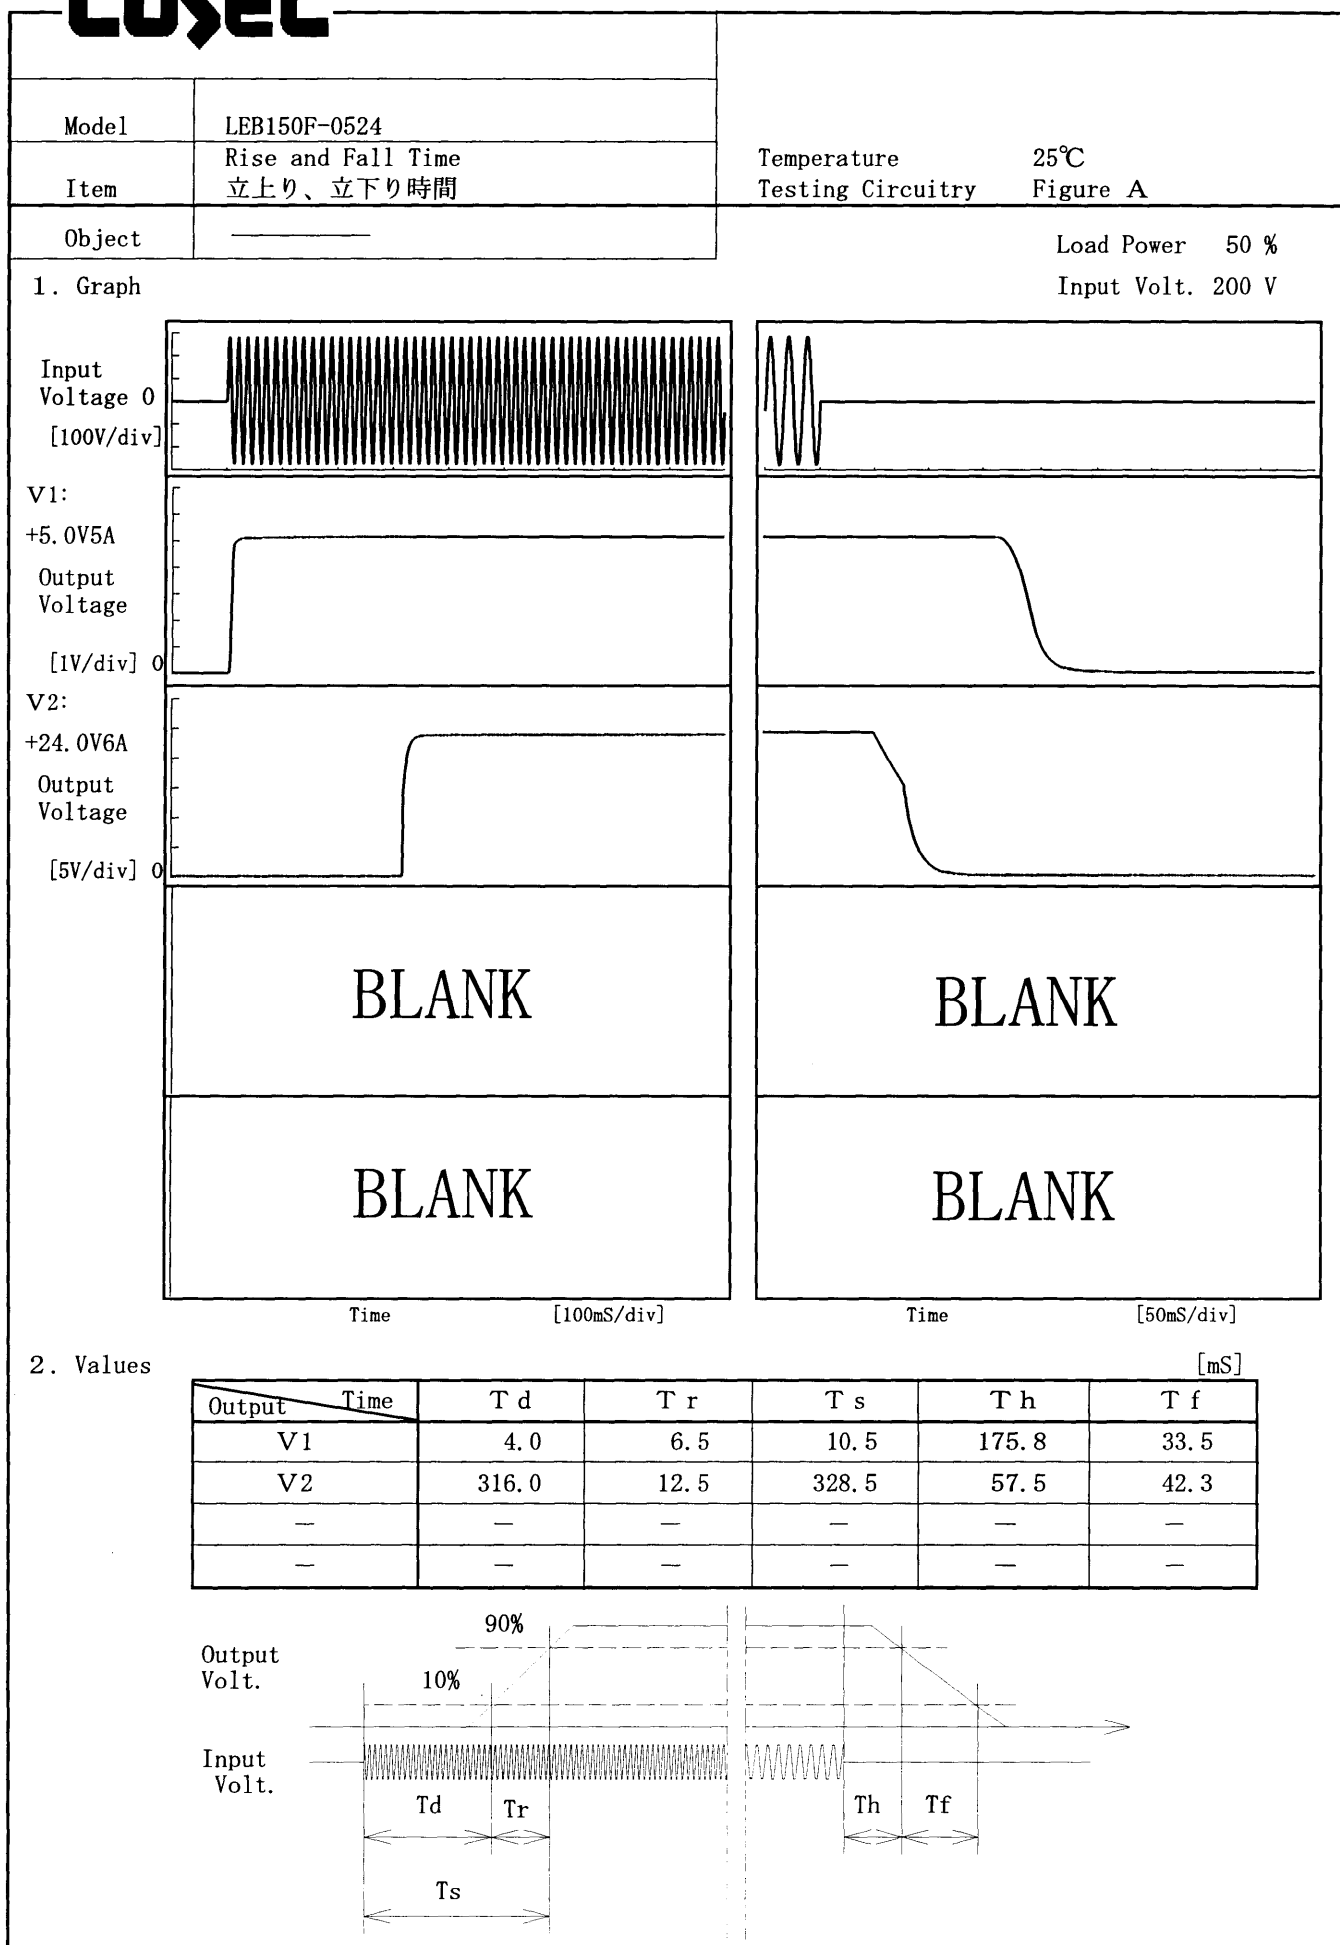 COSEL
Model LEB150F-0524
Item Rise and Fall Time
立上り、立下り時間
Temperature 25℃
Testing Circuitry Figure A
Object ————
Load Power 50 %
Input Volt. 200 V
1. Graph
Input
Voltage 0
[100V/div]
V1:
+5.0V5A
Output
Voltage
[1V/div] 0
V2:
+24.0V6A
Output
Voltage
[5V/div] 0
BLANK BLANK
BLANK BLANK
Time [100mS/div] Time [50mS/div]
2. Values [mS]
Output Time Td Tr Ts Th Tf
V1 4.0 6.5 10.5 175.8 33.5
V2 316.0 12.5 328.5 57.5 42.3
— — — — — —
— — — — — —
90%
Output
Volt.
10%
Input
Volt.
Td Tr Th Tf
Ts